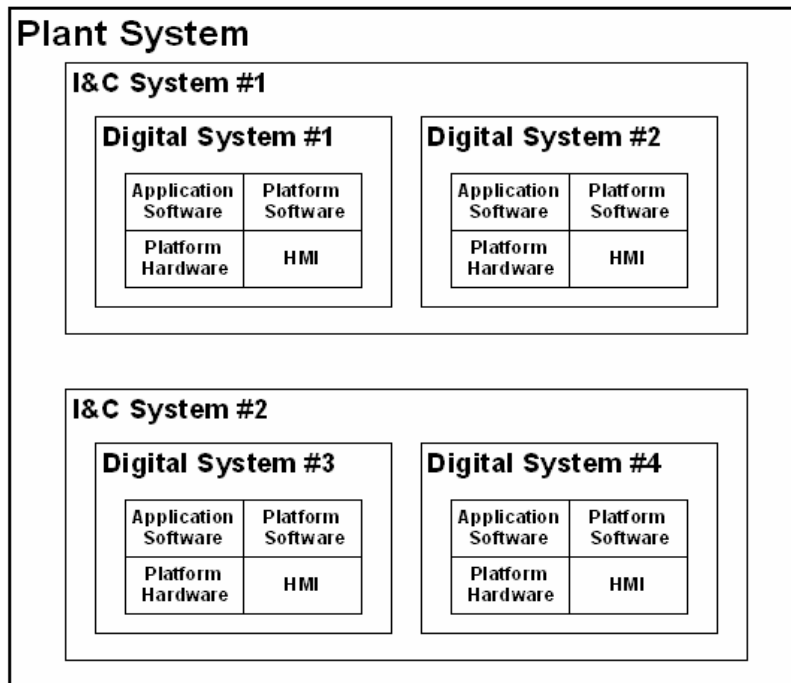 Plant System
I&C System #1
Digital System #1
Application
Software
Platform
Software
Platform
Hardware
HMI
Digital System #2
Application
Software
Platform
Software
Platform
Hardware
HMI
I&C System #2
Digital System #3
Application
Software
Platform
Software
Platform
Hardware
HMI
Digital System #4
Application
Software
Platform
Software
Platform
Hardware
HMI